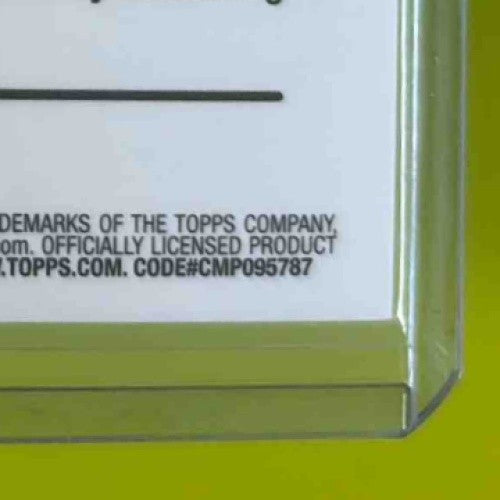 DEMARKS OF THE TOPPS COMPANY,
om. OFFICIALLY LICENSED PRODUCT
.TOPPS.COM. CODE#CMP095787